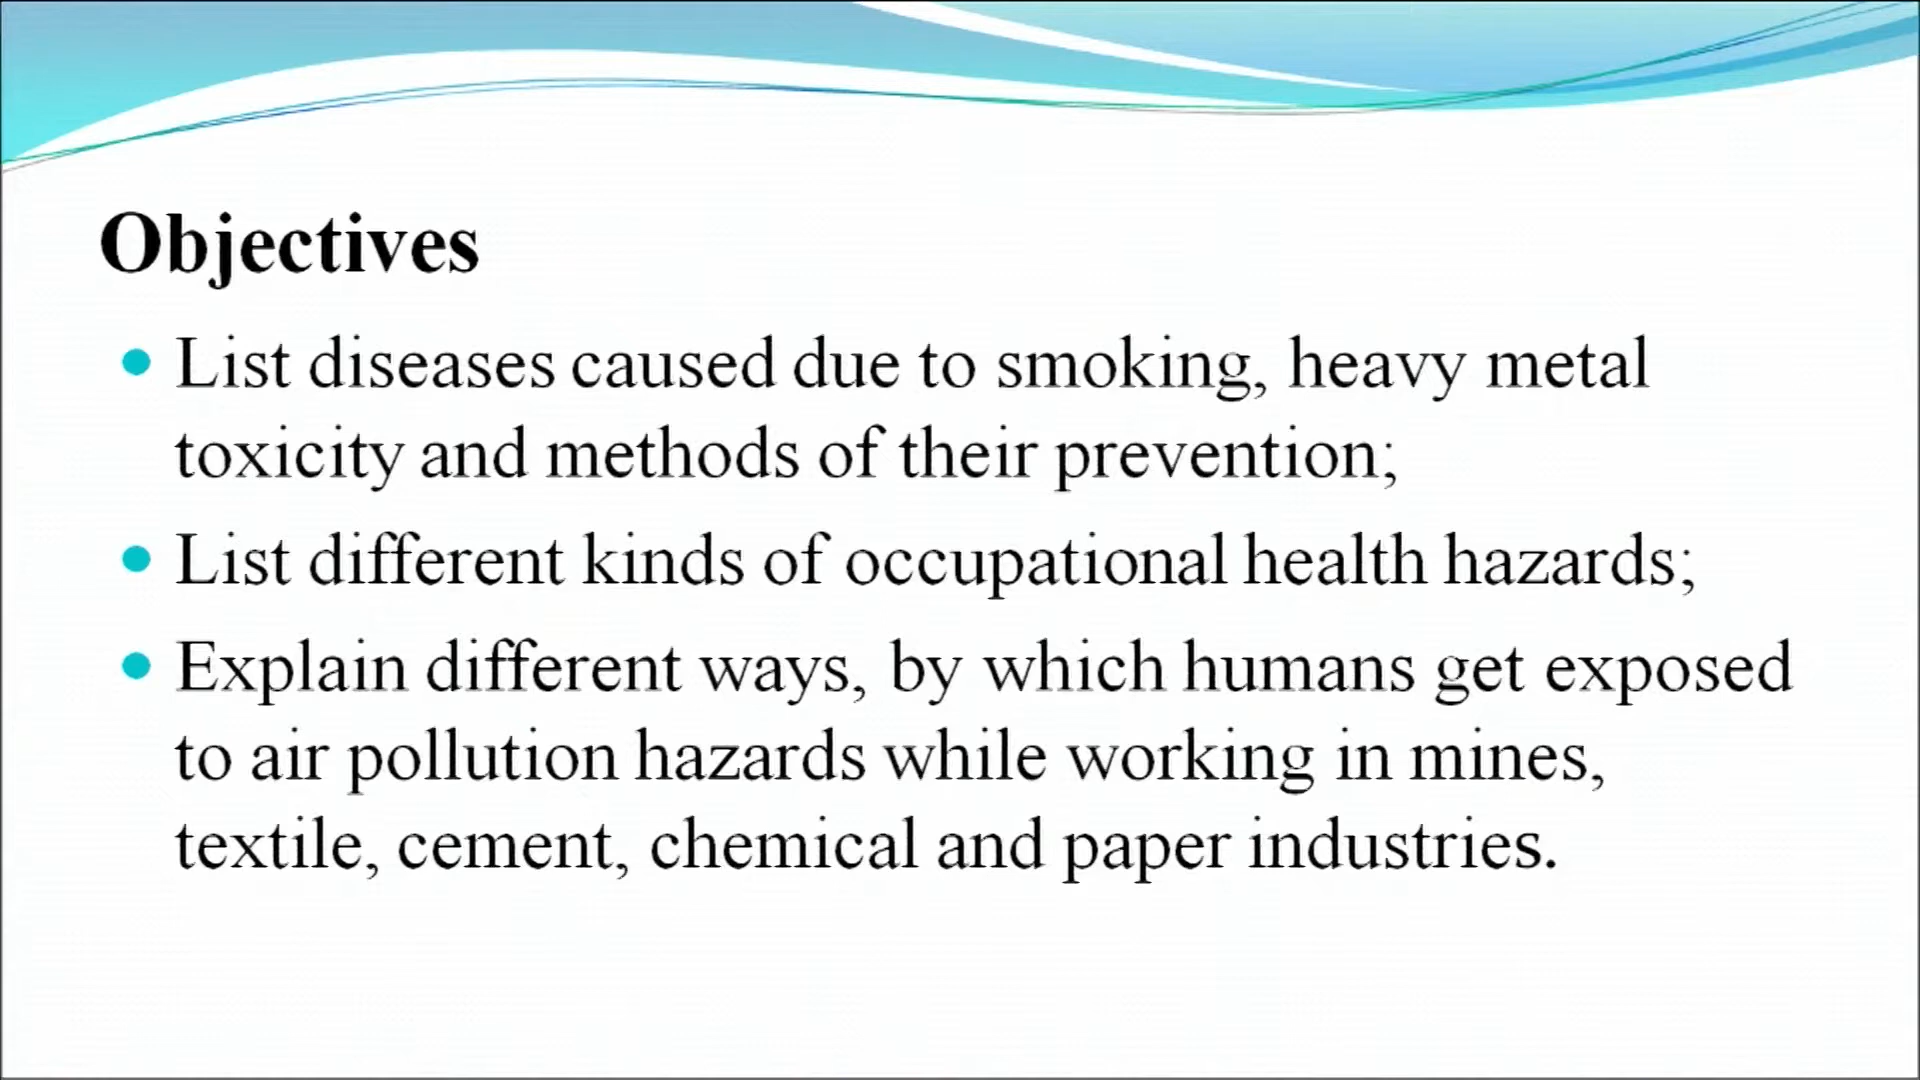 Objectives
List diseases caused due to smoking, heavy metal
toxicity and methods of their prevention;
List different kinds of occupational health hazards;
Explain different ways, by which humans get exposed
to air pollution hazards while working in mines,
textile, cement, chemical and paper industries.